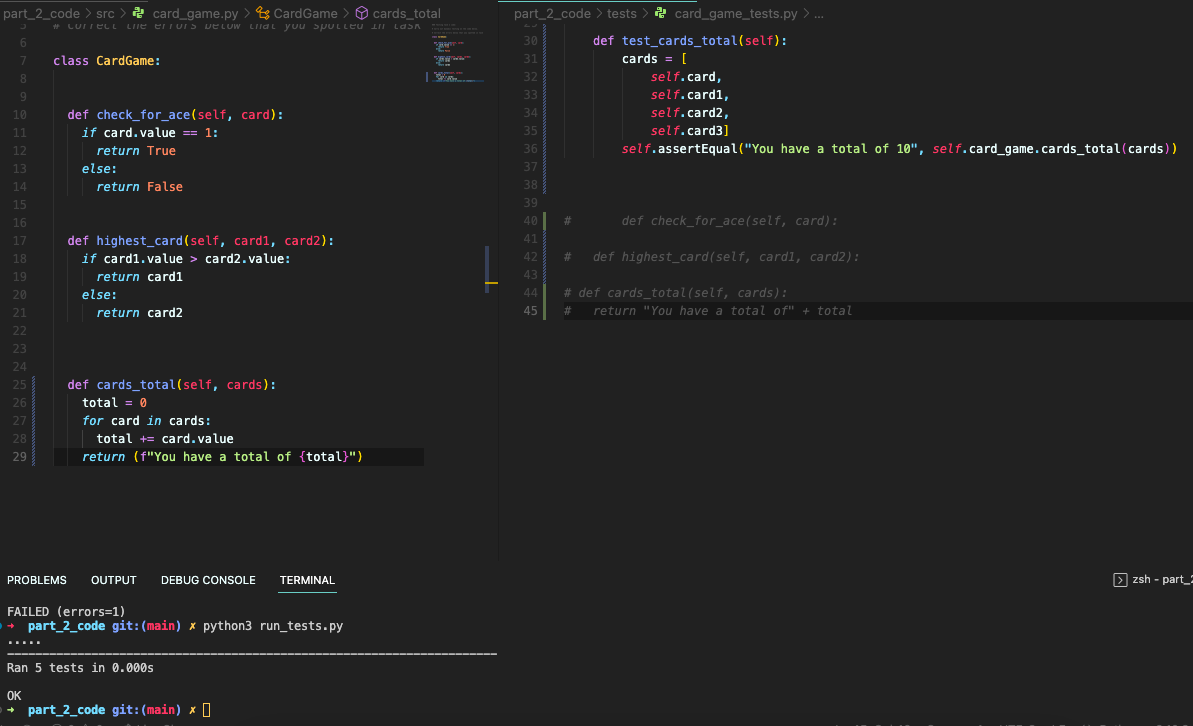 part_2_code > src > card_game.py > CardGame > cards_total
5 # Correct the errors below that you spotted in task
6
7 class CardGame:
8
9
10 def check_for_ace(self, card):
11 if card.value == 1:
12 return True
13 else:
14 return False
15
16
17 def highest_card(self, card1, card2):
18 if card1.value > card2.value:
19 return card1
20 else:
21 return card2
22
23
24
25 def cards_total(self, cards):
26 total = 0
27 for card in cards:
28 total += card.value
29 return (f"You have a total of {total}")
part_2_code > tests > card_game_tests.py > ...
30 def test_cards_total(self):
31 cards = [
32 self.card,
33 self.card1,
34 self.card2,
35 self.card3]
36 self.assertEqual("You have a total of 10", self.card_game.cards_total(cards))
37
38
39
40 # def check_for_ace(self, card):
41
42 # def highest_card(self, card1, card2):
43
44 # def cards_total(self, cards):
45 # return "You have a total of" + total
PROBLEMS OUTPUT DEBUG CONSOLE TERMINAL
zsh - part_2
FAILED (errors=1)
→ part_2_code git:(main) ✗ python3 run_tests.py
.....
----------------------------------------------------------------------
Ran 5 tests in 0.000s
OK
→ part_2_code git:(main) ✗